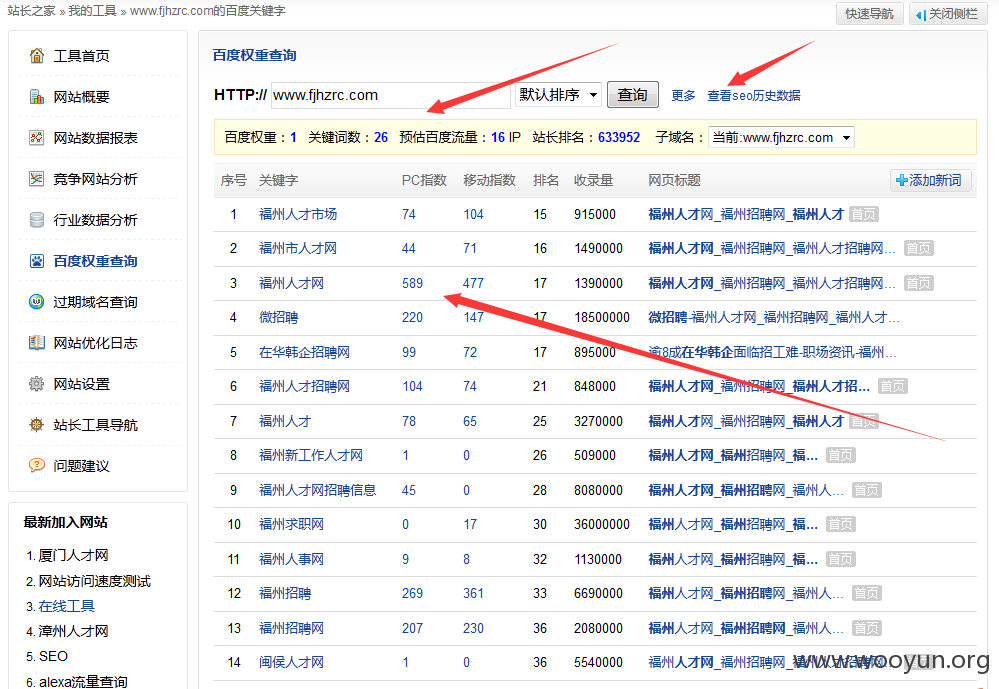 站长之家 » 我的工具 » www.fjhzrc.com的百度关键字
快速导航 关闭侧栏
工具首页
网站概要
网站数据报表
竞争网站分析
行业数据分析
百度权重查询
过期域名查询
网站优化日志
网站设置
站长工具导航
问题建议
最新加入网站
1. 厦门人才网
2. 网站访问速度测试
3. 在线工具
4. 漳州人才网
5. SEO
6. alexa流量查询
百度权重查询
HTTP:// www.fjhzrc.com 默认排序 查询 更多 查看seo历史数据
百度权重：1 关键词数：26 预估百度流量：16 IP 站长排名：633952 子域名： 当前:www.fjhzrc.com
序号 关键字 PC指数 移动指数 排名 收录量 网页标题 添加新词
1 福州人才市场 74 104 15 915000 福州人才网_福州招聘网_福州人才 首页
2 福州市人才网 44 71 16 1490000 福州人才网_福州招聘网_福州人才招聘网... 首页
3 福州人才网 589 477 17 1390000 福州人才网_福州招聘网_福州人才招聘网... 首页
4 微招聘 220 147 17 18500000 微招聘-福州人才网_福州招聘网_福州人才...
5 在华韩企招聘网 99 72 17 895000 逾8成在华韩企面临招工难-职场资讯-福州...
6 福州人才招聘网 104 74 21 848000 福州人才网_福州招聘网_福州人才招... 首页
7 福州人才 78 65 25 3270000 福州人才网_福州招聘网_福州人才 首页
8 福州新工作人才网 1 0 26 509000 福州人才网_福州招聘网_福... 首页
9 福州人才网招聘信息 45 0 28 8080000 福州人才网_福州招聘网_福州人... 首页
10 福州求职网 0 17 30 36000000 福州人才网_福州招聘网_福... 首页
11 福州人事网 9 8 32 1130000 福州人才网_福州招聘网_福... 首页
12 福州招聘 269 361 33 6690000 福州人才网_福州招聘网_福州人... 首页
13 福州招聘网 207 230 36 2080000 福州人才网_福州招聘网_福州人... 首页
14 闽侯人才网 1 0 36 5540000 福州人才网_福州招聘网_
www.wooyun.org